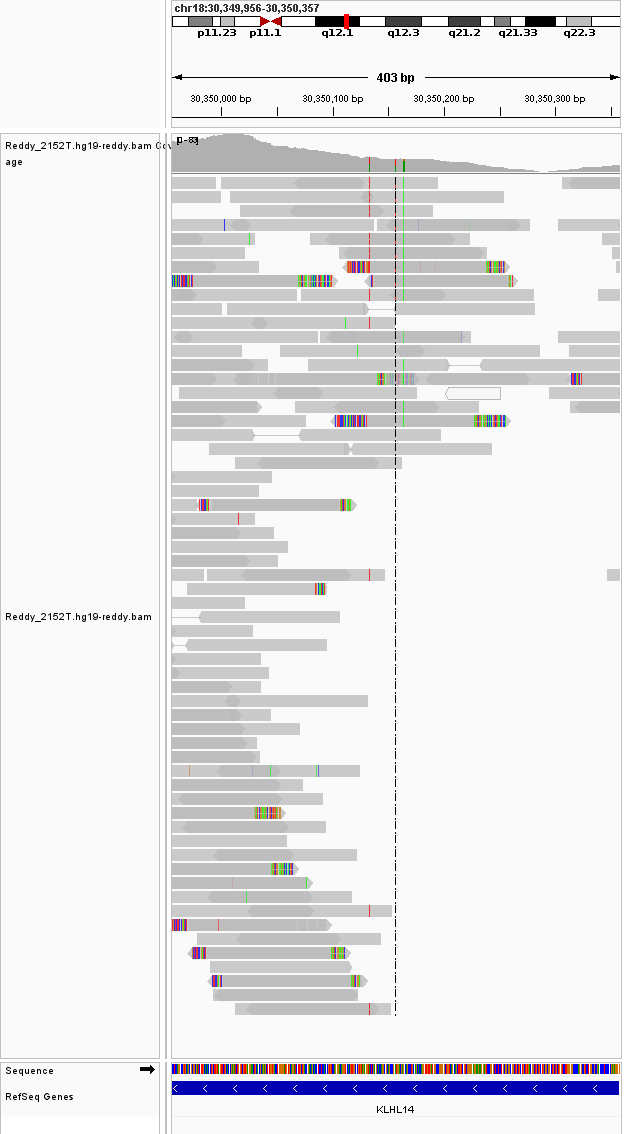 chr18:30,349,956-30,350,357
p11.23 p11.1 q12.1 q12.3 q21.2 q21.33 q22.3
403 bp
30,350,000 bp 30,350,100 bp 30,350,200 bp 30,350,300 bp
Reddy_2152T.hg19-reddy.bam Cov
age
Reddy_2152T.hg19-reddy.bam
Sequence
RefSeq Genes
KLHL14